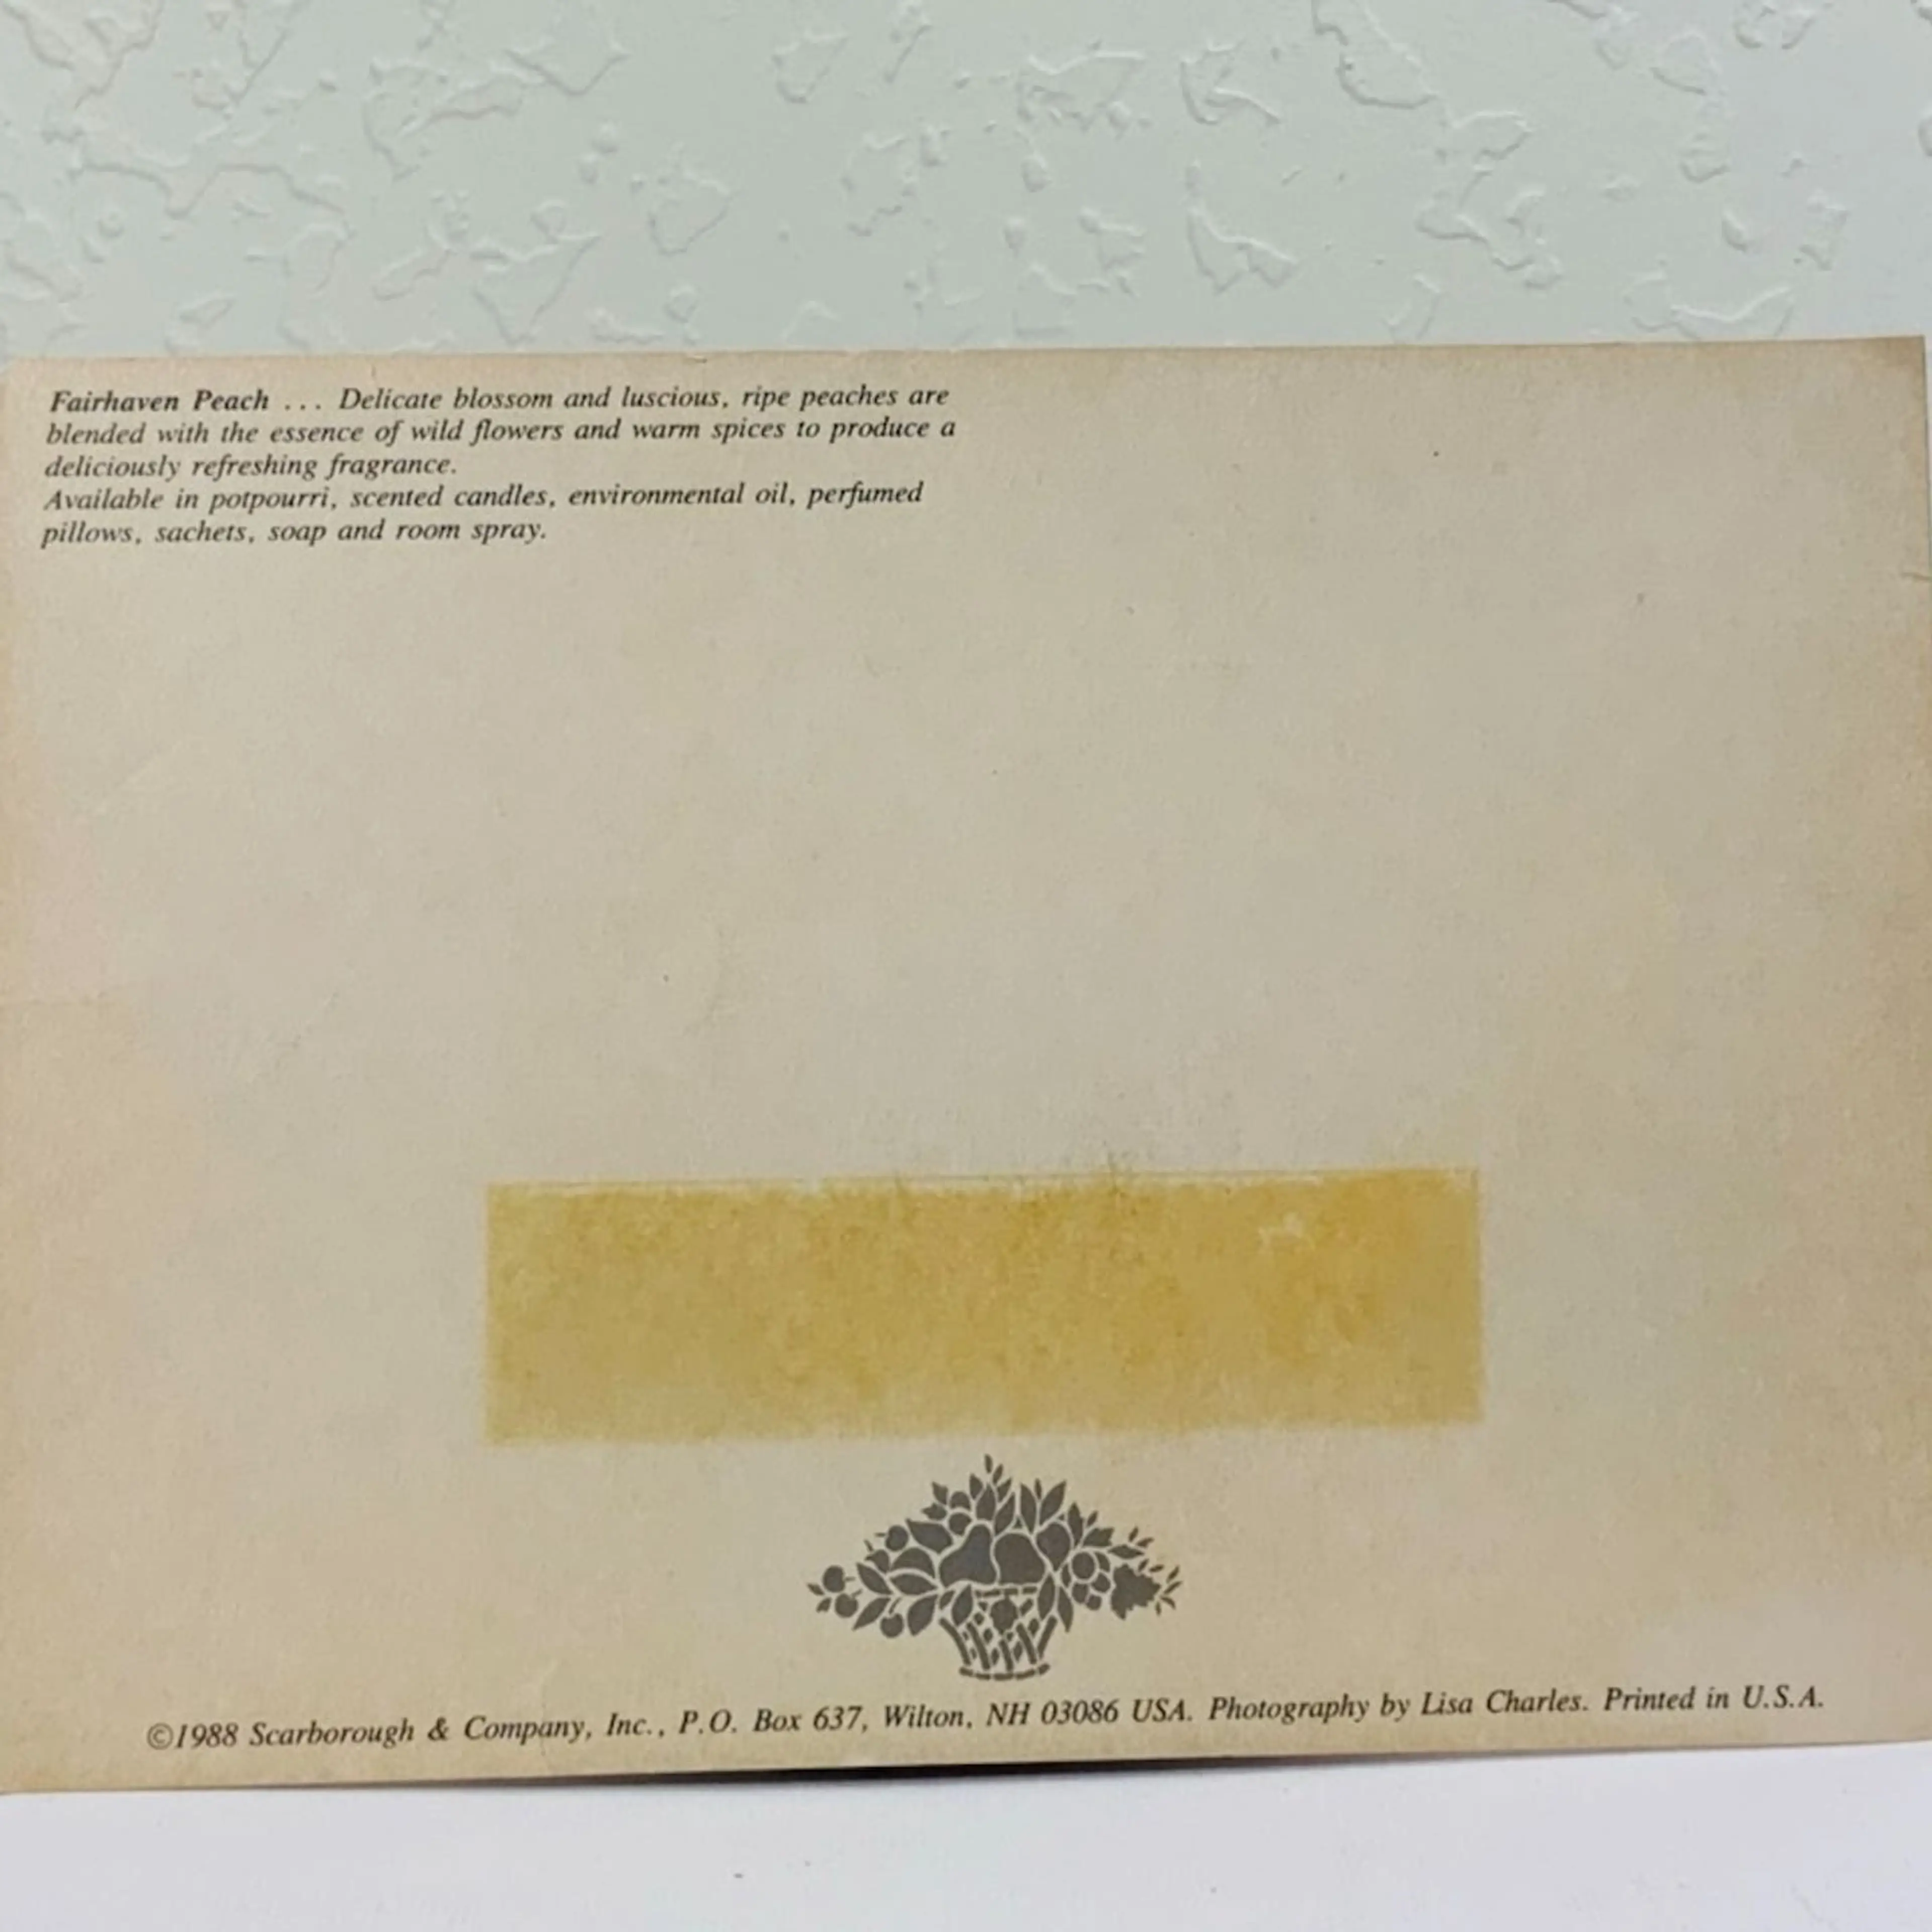 Fairhaven Peach ... Delicate blossom and luscious, ripe peaches are
blended with the essence of wild flowers and warm spices to produce a
deliciously refreshing fragrance.
Available in potpourri, scented candles, environmental oil, perfumed
pillows, sachets, soap and room spray.
©1988 Scarborough & Company, Inc., P.O. Box 637, Wilton, NH 03086 USA. Photography by Lisa Charles. Printed in U.S.A.